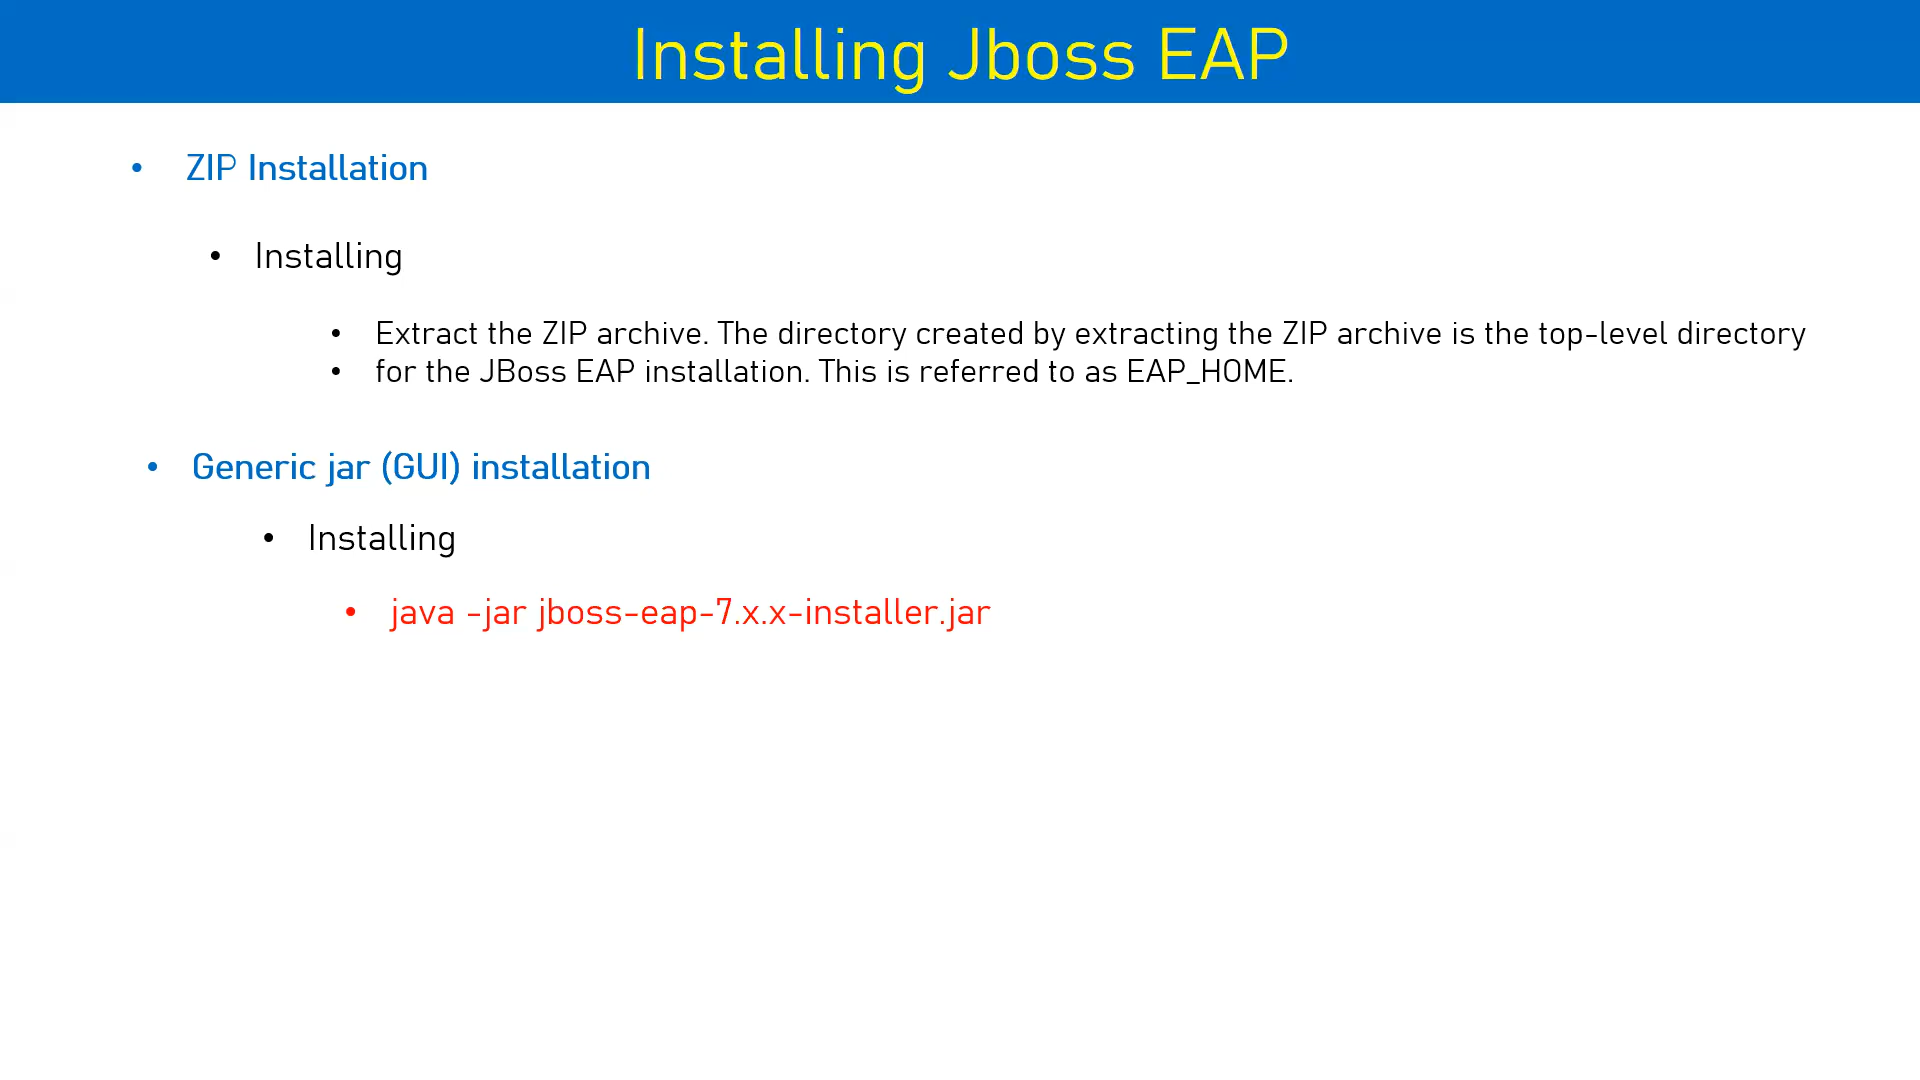 Installing Jboss EAP
• ZIP Installation
• Installing
• Extract the ZIP archive. The directory created by extracting the ZIP archive is the top-level directory
• for the JBoss EAP installation. This is referred to as EAP_HOME.
• Generic jar (GUI) installation
• Installing
• java -jar jboss-eap-7.x.x-installer.jar